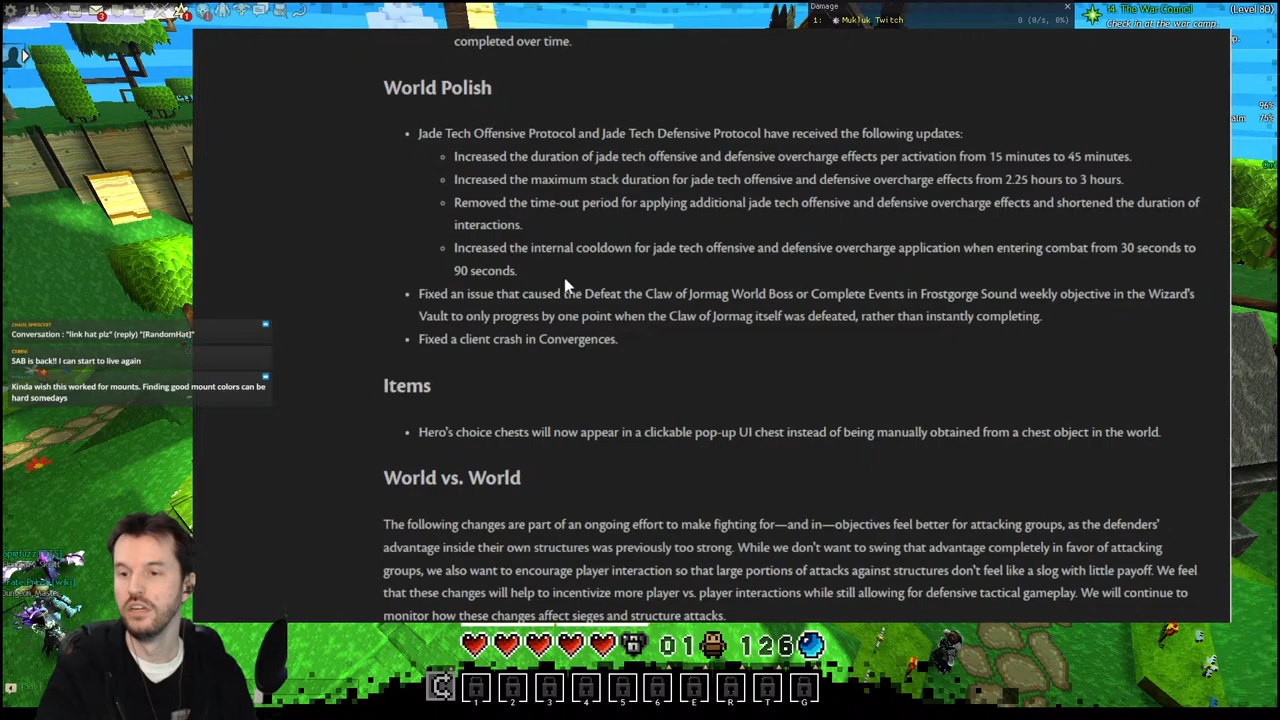 Damage
1: Mukluk Twitch
0 (0/s, 0%)
(Level 80)
14. The War Council
Check in at the war camp.
96%
75%
3
1
completed over time.
World Polish
Jade Tech Offensive Protocol and Jade Tech Defensive Protocol have received the following updates:
Increased the duration of jade tech offensive and defensive overcharge effects per activation from 15 minutes to 45 minutes.
Increased the maximum stack duration for jade tech offensive and defensive overcharge effects from 2.25 hours to 3 hours.
Removed the time-out period for applying additional jade tech offensive and defensive overcharge effects and shortened the duration of
interactions.
Increased the internal cooldown for jade tech offensive and defensive overcharge application when entering combat from 30 seconds to
90 seconds.
Fixed an issue that caused the Defeat the Claw of Jormag World Boss or Complete Events in Frostgorge Sound weekly objective in the Wizard's
Vault to only progress by one point when the Claw of Jormag itself was defeated, rather than instantly completing.
Fixed a client crash in Convergences.
Items
Hero's choice chests will now appear in a clickable pop-up UI chest instead of being manually obtained from a chest object in the world.
World vs. World
The following changes are part of an ongoing effort to make fighting for—and in—objectives feel better for attacking groups, as the defenders'
advantage inside their own structures was previously too strong. While we don't want to swing that advantage completely in favor of attacking
groups, we also want to encourage player interaction so that large portions of attacks against structures don't feel like a slog with little payoff. We feel
that these changes will help to incentivize more player vs. player interactions while still allowing for defensive tactical gameplay. We will continue to
monitor how these changes affect sieges and structure attacks.
Conversation : "link hat plz" (reply) "[RandomHat]"
SAB is back!! I can start to live again
Kinda wish this worked for mounts. Finding good mount colors can be
hard somedays
01 126
C
1 2 3 4 5 6 E R T G